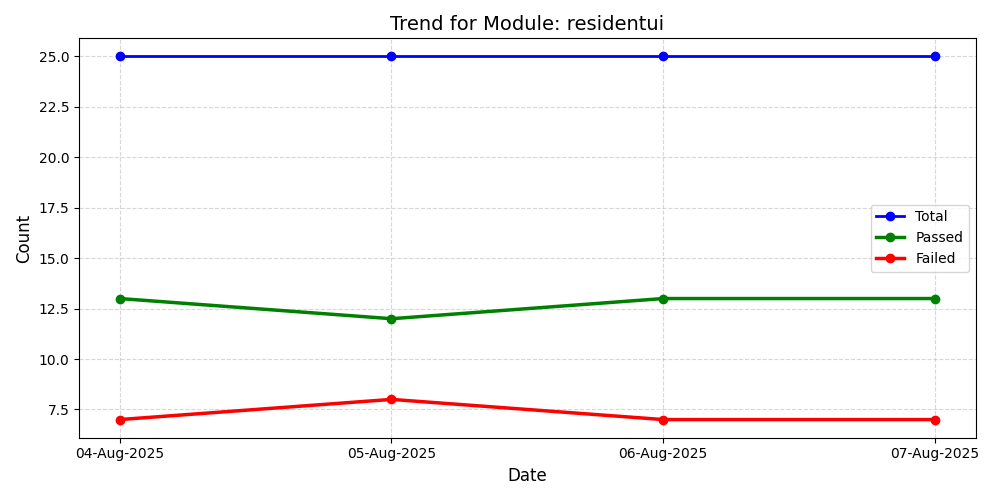 Trend for Module: residentui
Count
25.0
22.5
20.0
17.5
15.0
12.5
10.0
7.5
Total
Passed
Failed
04-Aug-2025
05-Aug-2025
06-Aug-2025
07-Aug-2025
Date